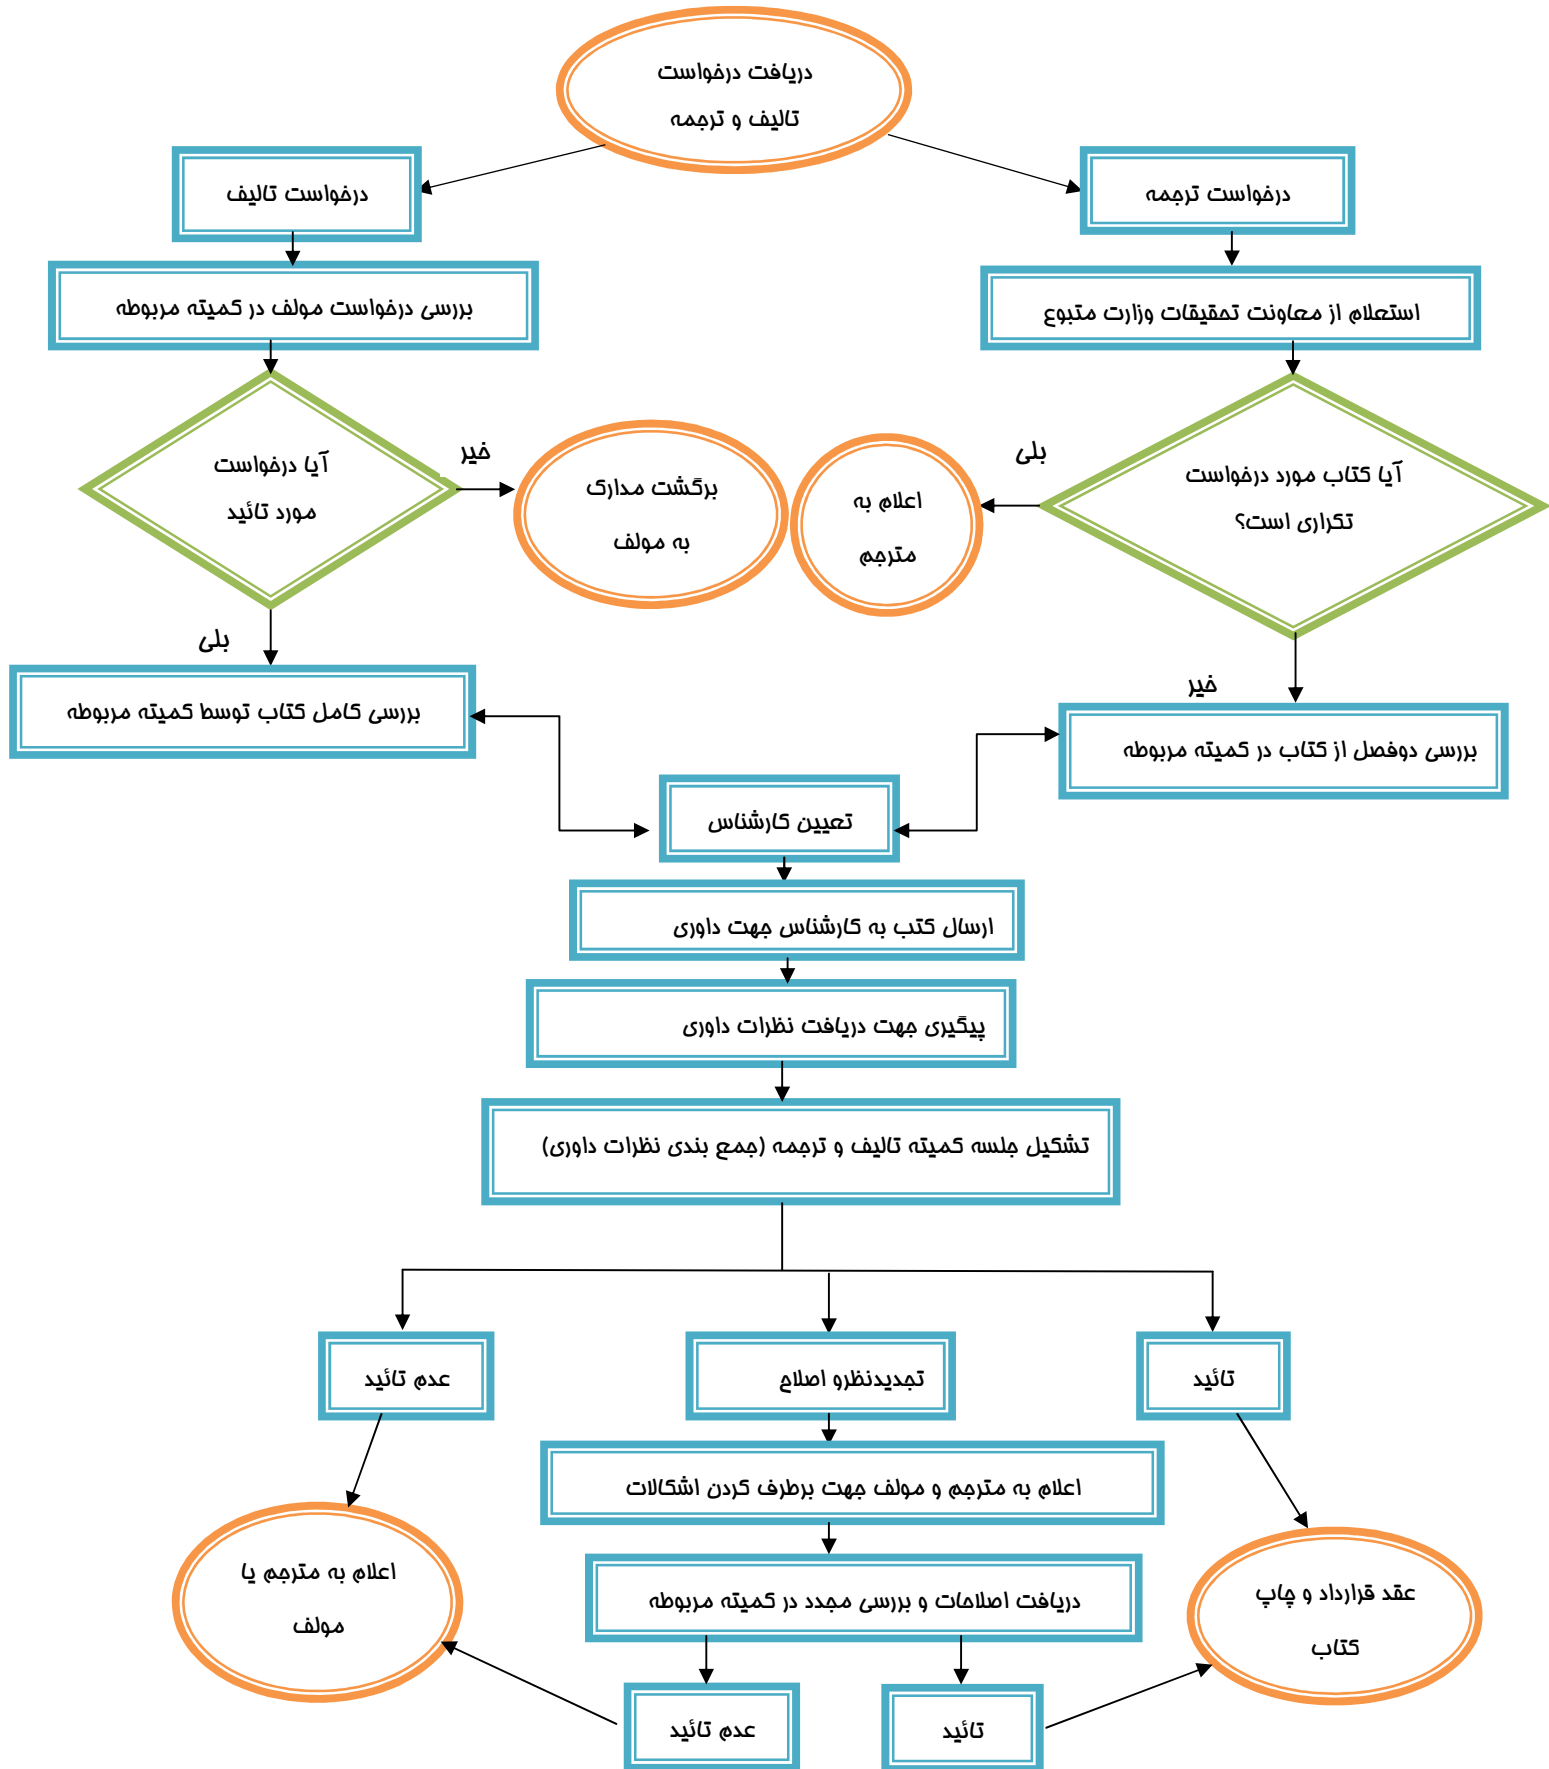 دریافت درخواست
تالیف و ترجمه
درخواست تالیف
درخواست ترجمه
بررسی درخواست مولف در کمیته مربوطه
استعلام از معاونت تحقیقات وزارت متبوع
آیا درخواست
مورد تائید
خیر
برگشت مدارک
به مولف
بلی
اعلام به
مترجم
آیا کتاب مورد درخواست
تکراری است؟
بلی
خیر
بررسی کامل کتاب توسط کمیته مربوطه
بررسی دوفصل از کتاب در کمیته مربوطه
تعیین کارشناس
ارسال کتب به کارشناس جهت داوری
پیگیری جهت دریافت نظرات داوری
تشکیل جلسه کمیته تالیف و ترجمه (جمع بندی نظرات داوری)
عدم تائید
تجدیدنظرو اصلاح
تائید
اعلام به مترجم و مولف جهت برطرف کردن اشکالات
اعلام به مترجم یا
مولف
دریافت اصلاحات و بررسی مجدد در کمیته مربوطه
عقد قرارداد و چاپ
کتاب
عدم تائید
تائید